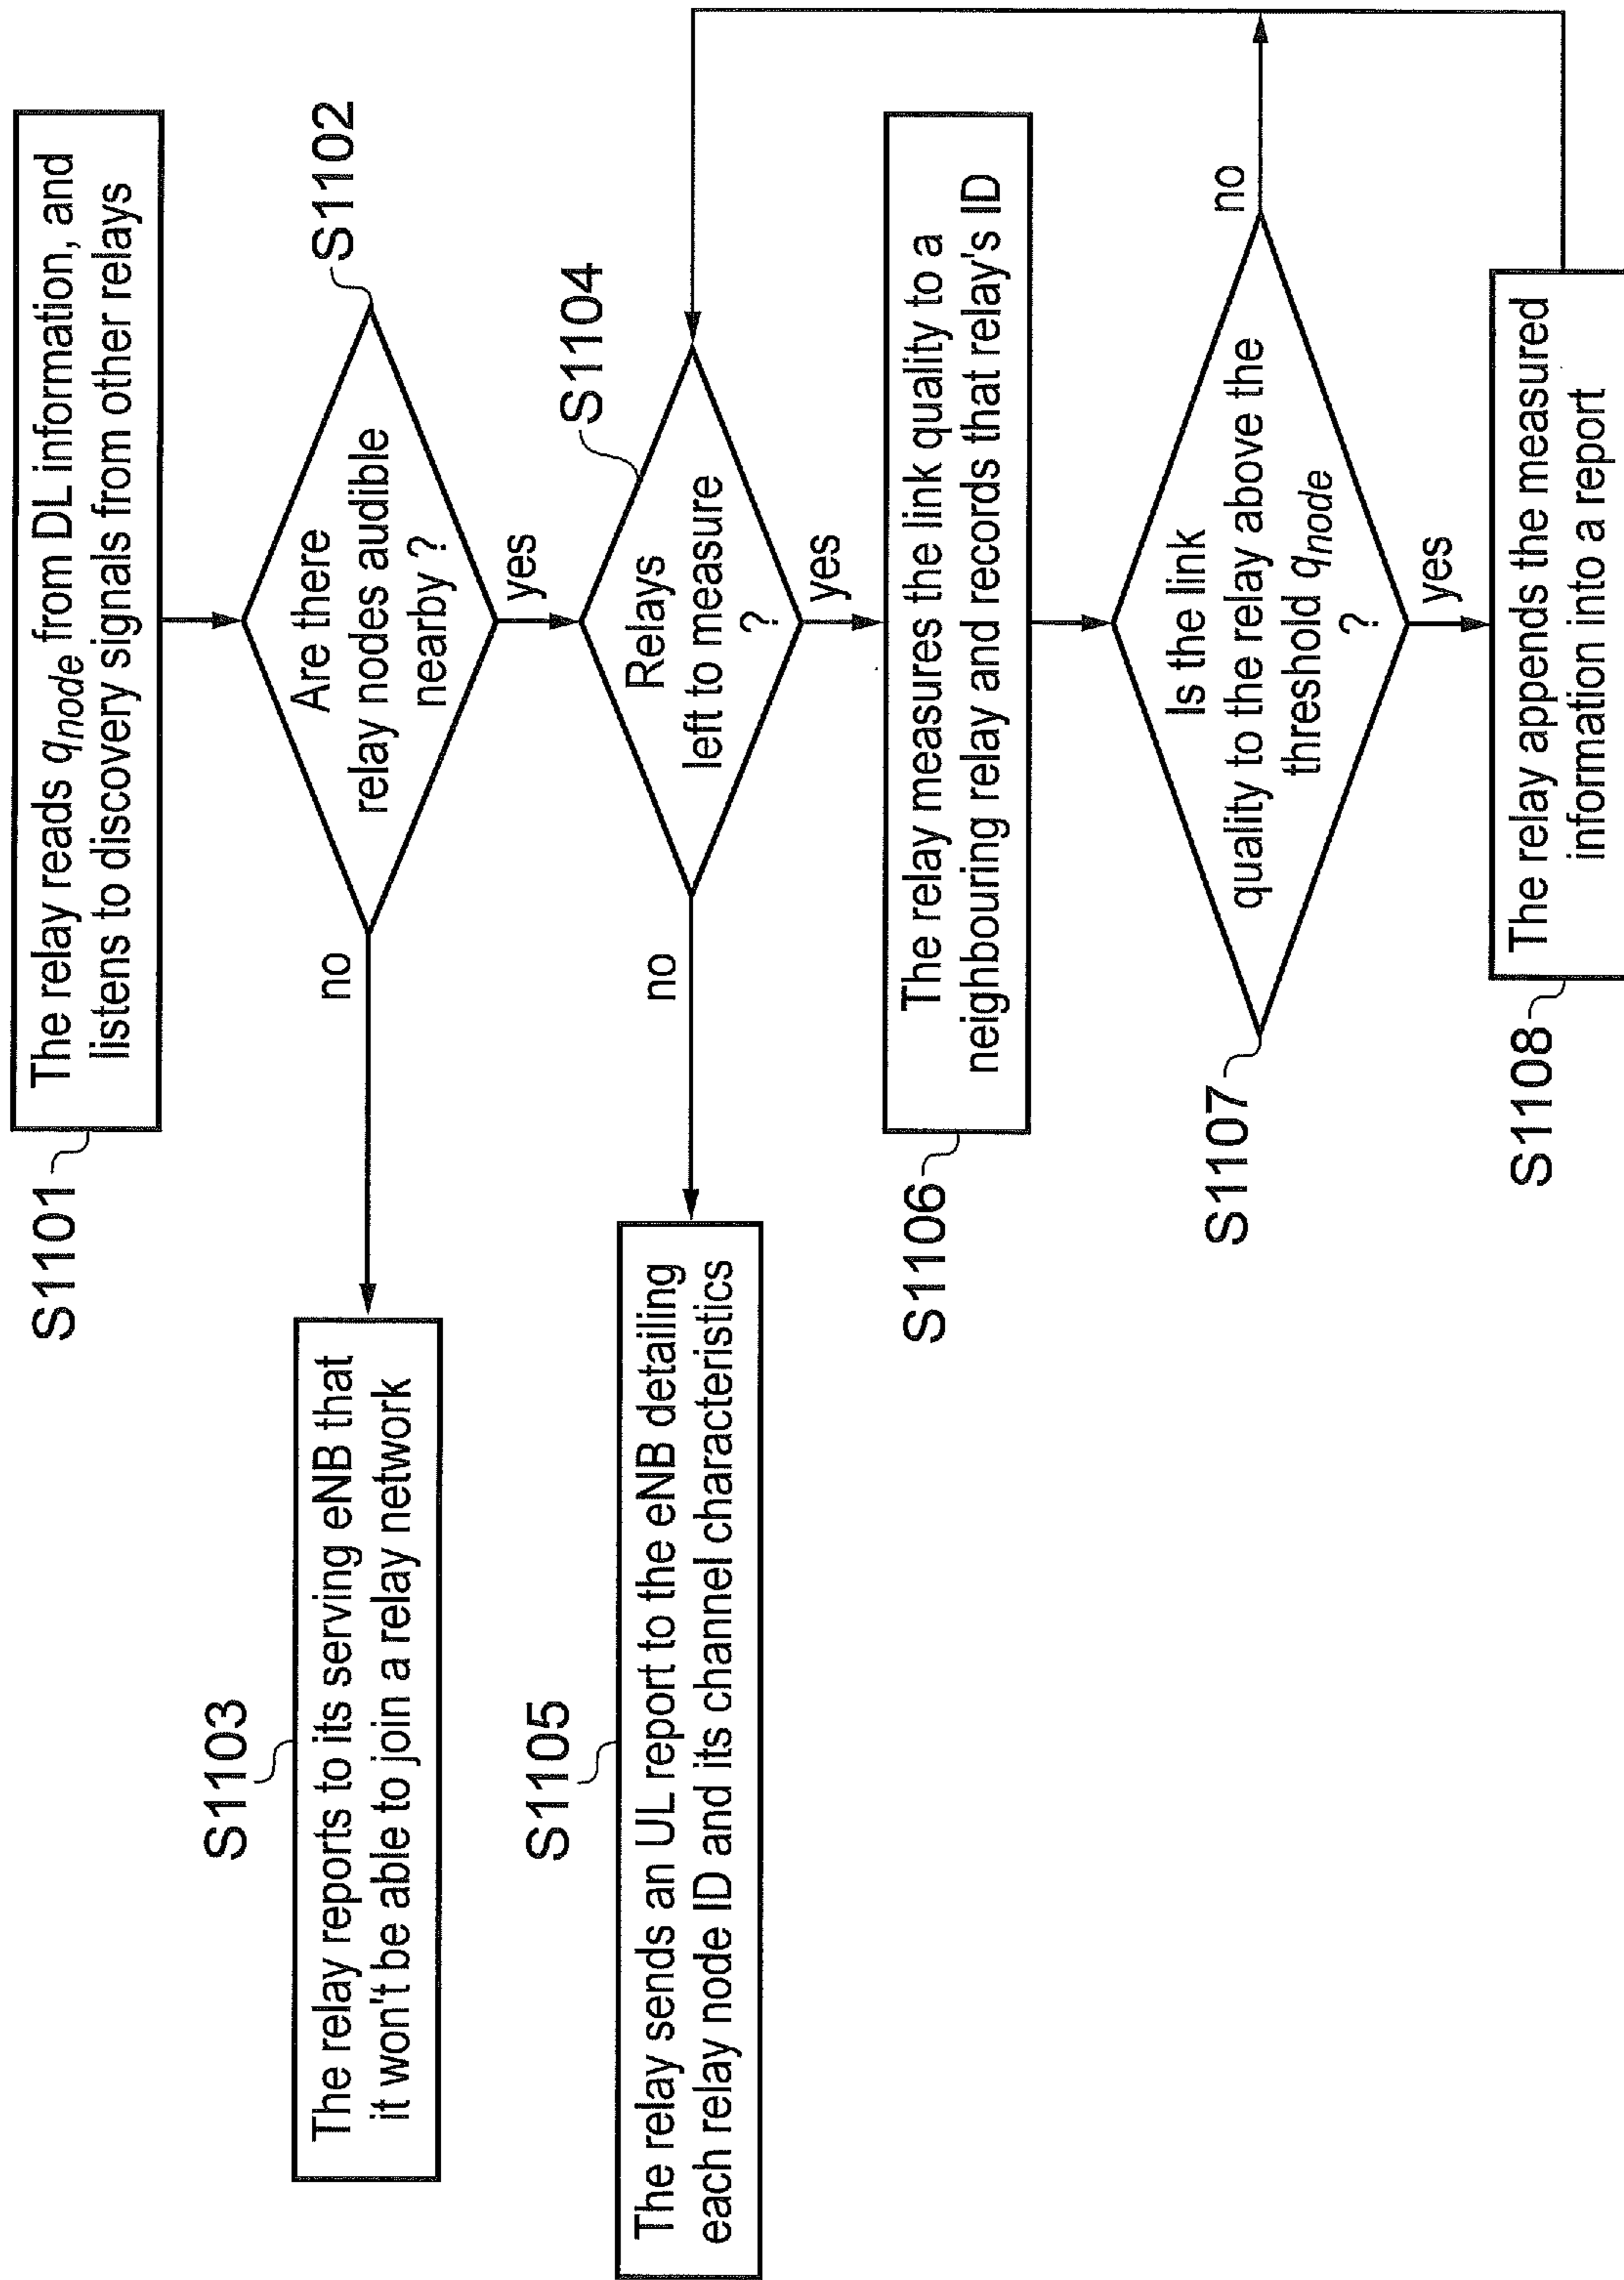 S1101
The relay reads qnode from DL information, and
listens to discovery signals from other relays
S1102
Are there
relay nodes audible
nearby ?
no
yes
S1103
The relay reports to its serving eNB that
it won't be able to join a relay network
S1104
Relays
left to measure
?
no
yes
S1105
The relay sends an UL report to the eNB detailing
each relay node ID and its channel characteristics
S1106
The relay measures the link quality to a
neighbouring relay and records that relay's ID
S1107
Is the link
quality to the relay above the
threshold qnode
?
no
yes
S1108
The relay appends the measured
information into a report